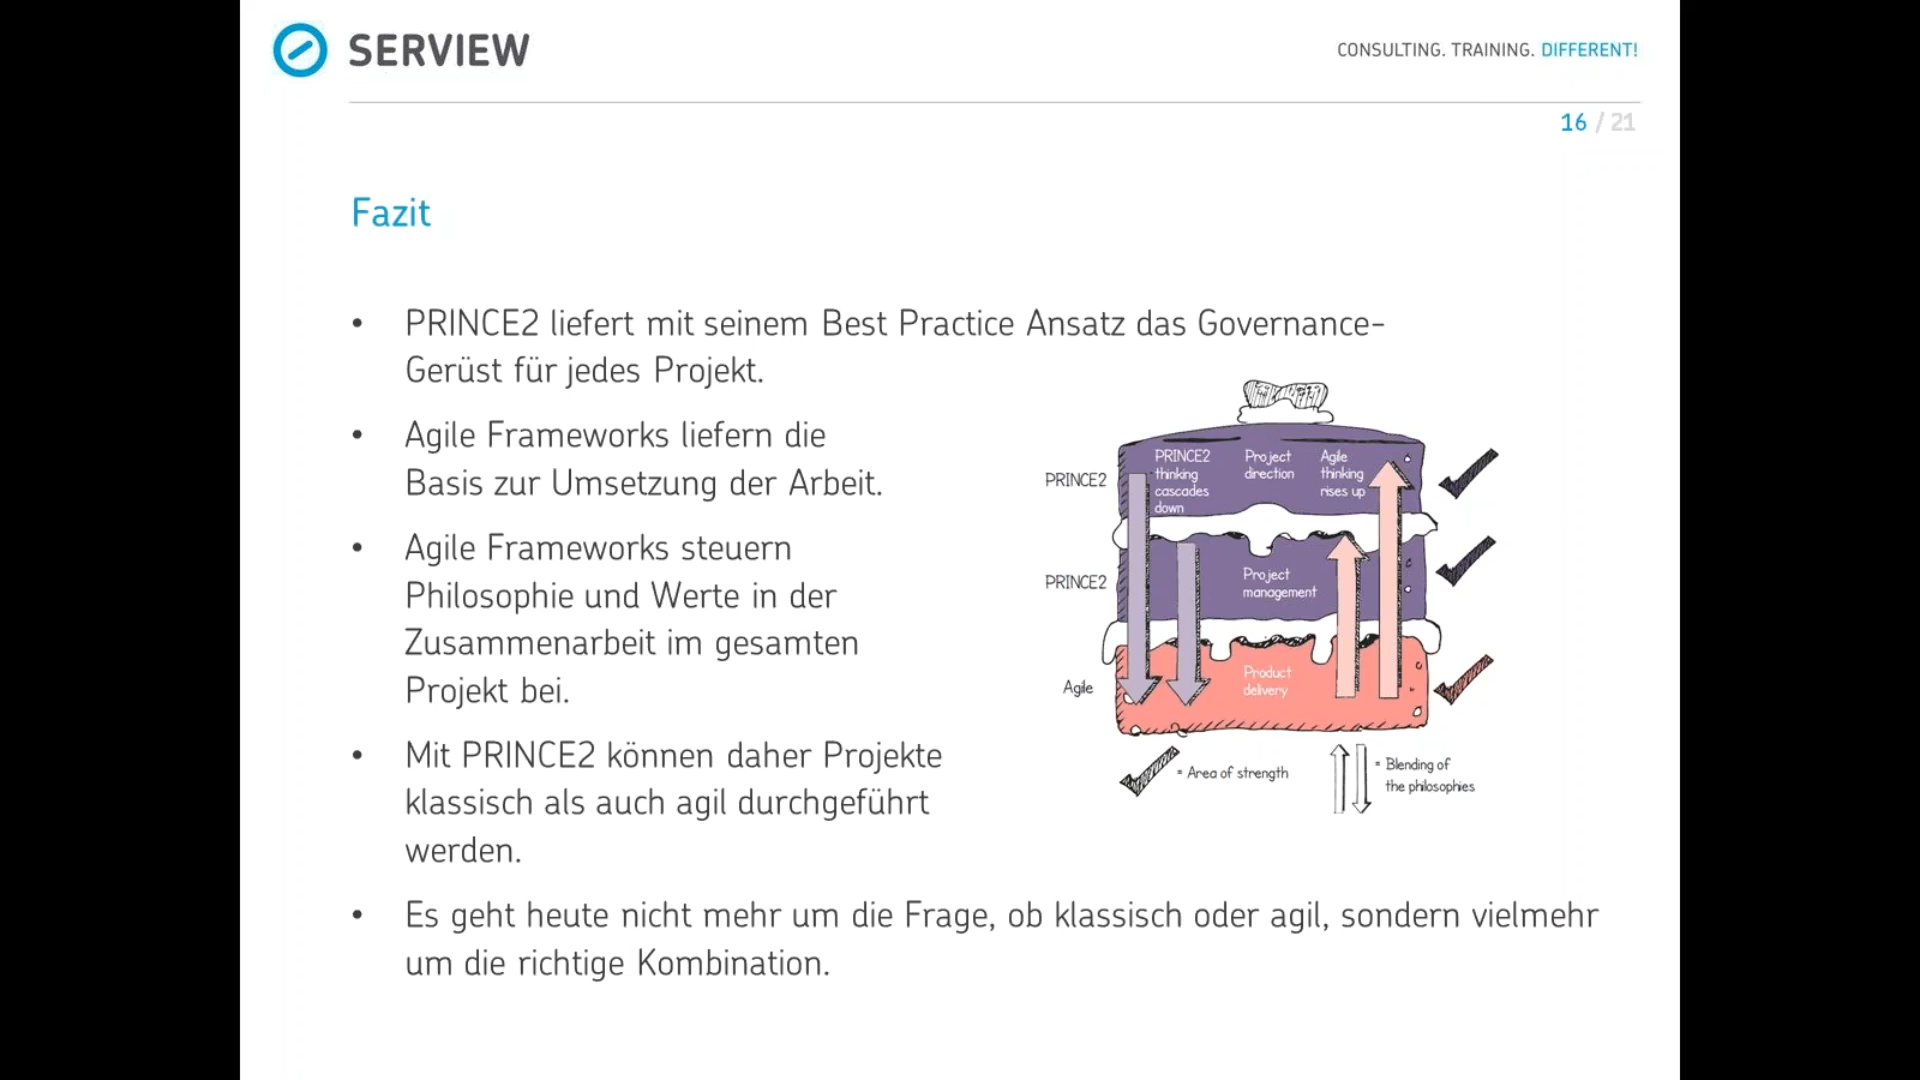 SERVIEW
CONSULTING. TRAINING. DIFFERENT!
16 / 21
Fazit
• PRINCE2 liefert mit seinem Best Practice Ansatz das Governance-
Gerüst für jedes Projekt.
• Agile Frameworks liefern die
Basis zur Umsetzung der Arbeit.
• Agile Frameworks steuern
Philosophie und Werte in der
Zusammenarbeit im gesamten
Projekt bei.
• Mit PRINCE2 können daher Projekte
klassisch als auch agil durchgeführt
werden.
• Es geht heute nicht mehr um die Frage, ob klassisch oder agil, sondern vielmehr
um die richtige Kombination.
PRINCE2
PRINCE2
thinking
cascades
down
Project
direction
Agile
thinking
rises up
PRINCE2
Project
management
Agile
Product
delivery
= Area of strength
= Blending of
the philosophies